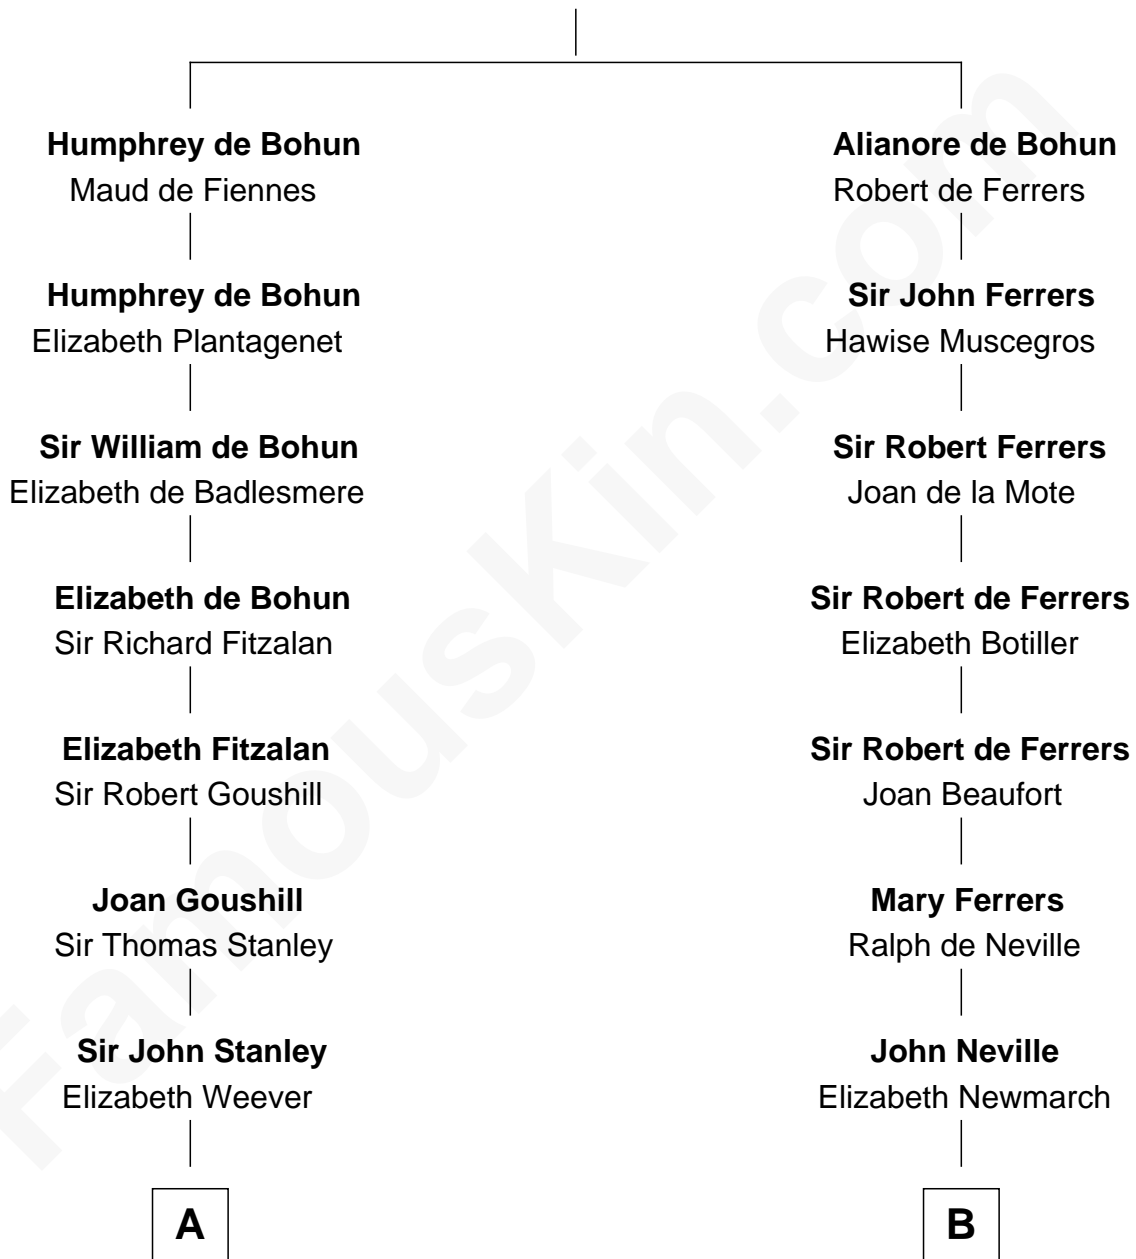 Humphrey de Bohun
Maud de Fiennes
Humphrey de Bohun
Elizabeth Plantagenet
Sir William de Bohun
Elizabeth de Badlesmere
Elizabeth de Bohun
Sir Richard Fitzalan
Elizabeth Fitzalan
Sir Robert Goushill
Joan Goushill
Sir Thomas Stanley
Sir John Stanley
Elizabeth Weever
A
Alianore de Bohun
Robert de Ferrers
Sir John Ferrers
Hawise Muscegros
Sir Robert Ferrers
Joan de la Mote
Sir Robert de Ferrers
Elizabeth Botiller
Sir Robert de Ferrers
Joan Beaufort
Mary Ferrers
Ralph de Neville
John Neville
Elizabeth Newmarch
B
FamousKin.com